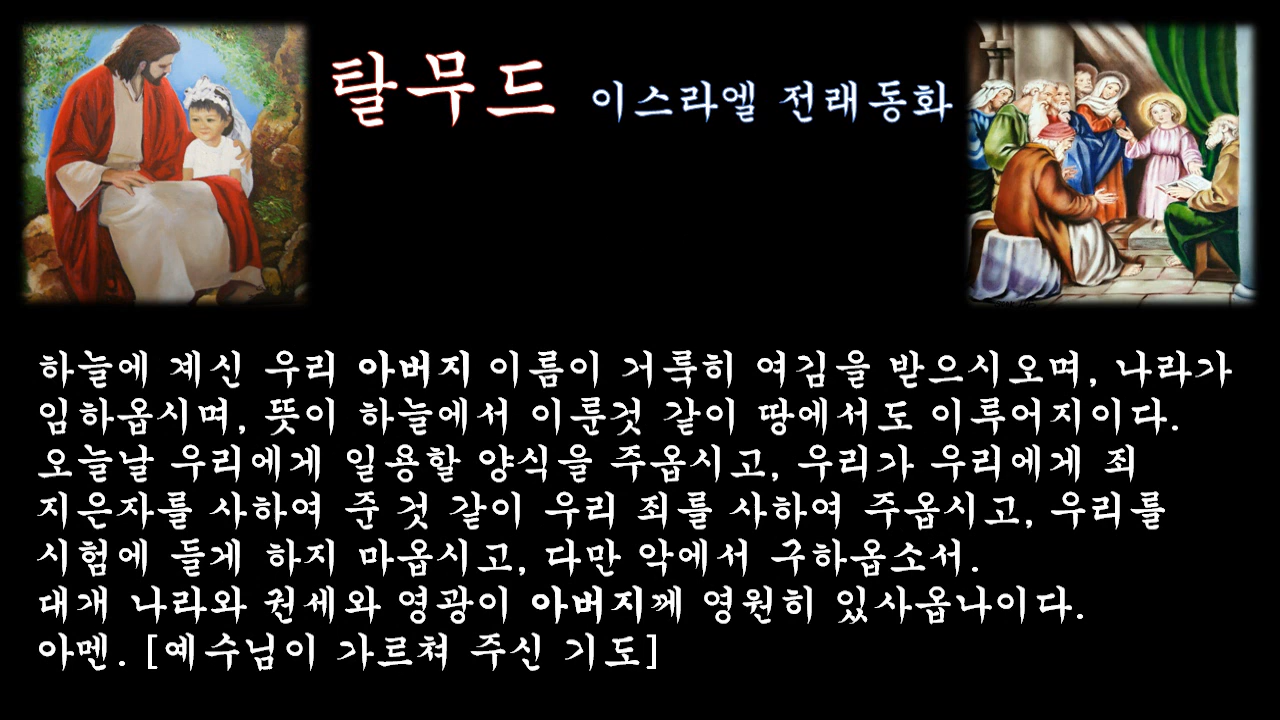 탈무드 이스라엘 전래동화
하늘에 계신 우리 아버지 이름이 거룩히 여김을 받으시오며, 나라가
임하옵시며, 뜻이 하늘에서 이룬것 같이 땅에서도 이루어지이다.
오늘날 우리에게 일용할 양식을 주옵시고, 우리가 우리에게 죄
지은자를 사하여 준 것 같이 우리 죄를 사하여 주옵시고, 우리를
시험에 들게 하지 마옵시고, 다만 악에서 구하옵소서.
대개 나라와 권세와 영광이 아버지께 영원히 있사옵나이다.
아멘. [예수님이 가르쳐 주신 기도]